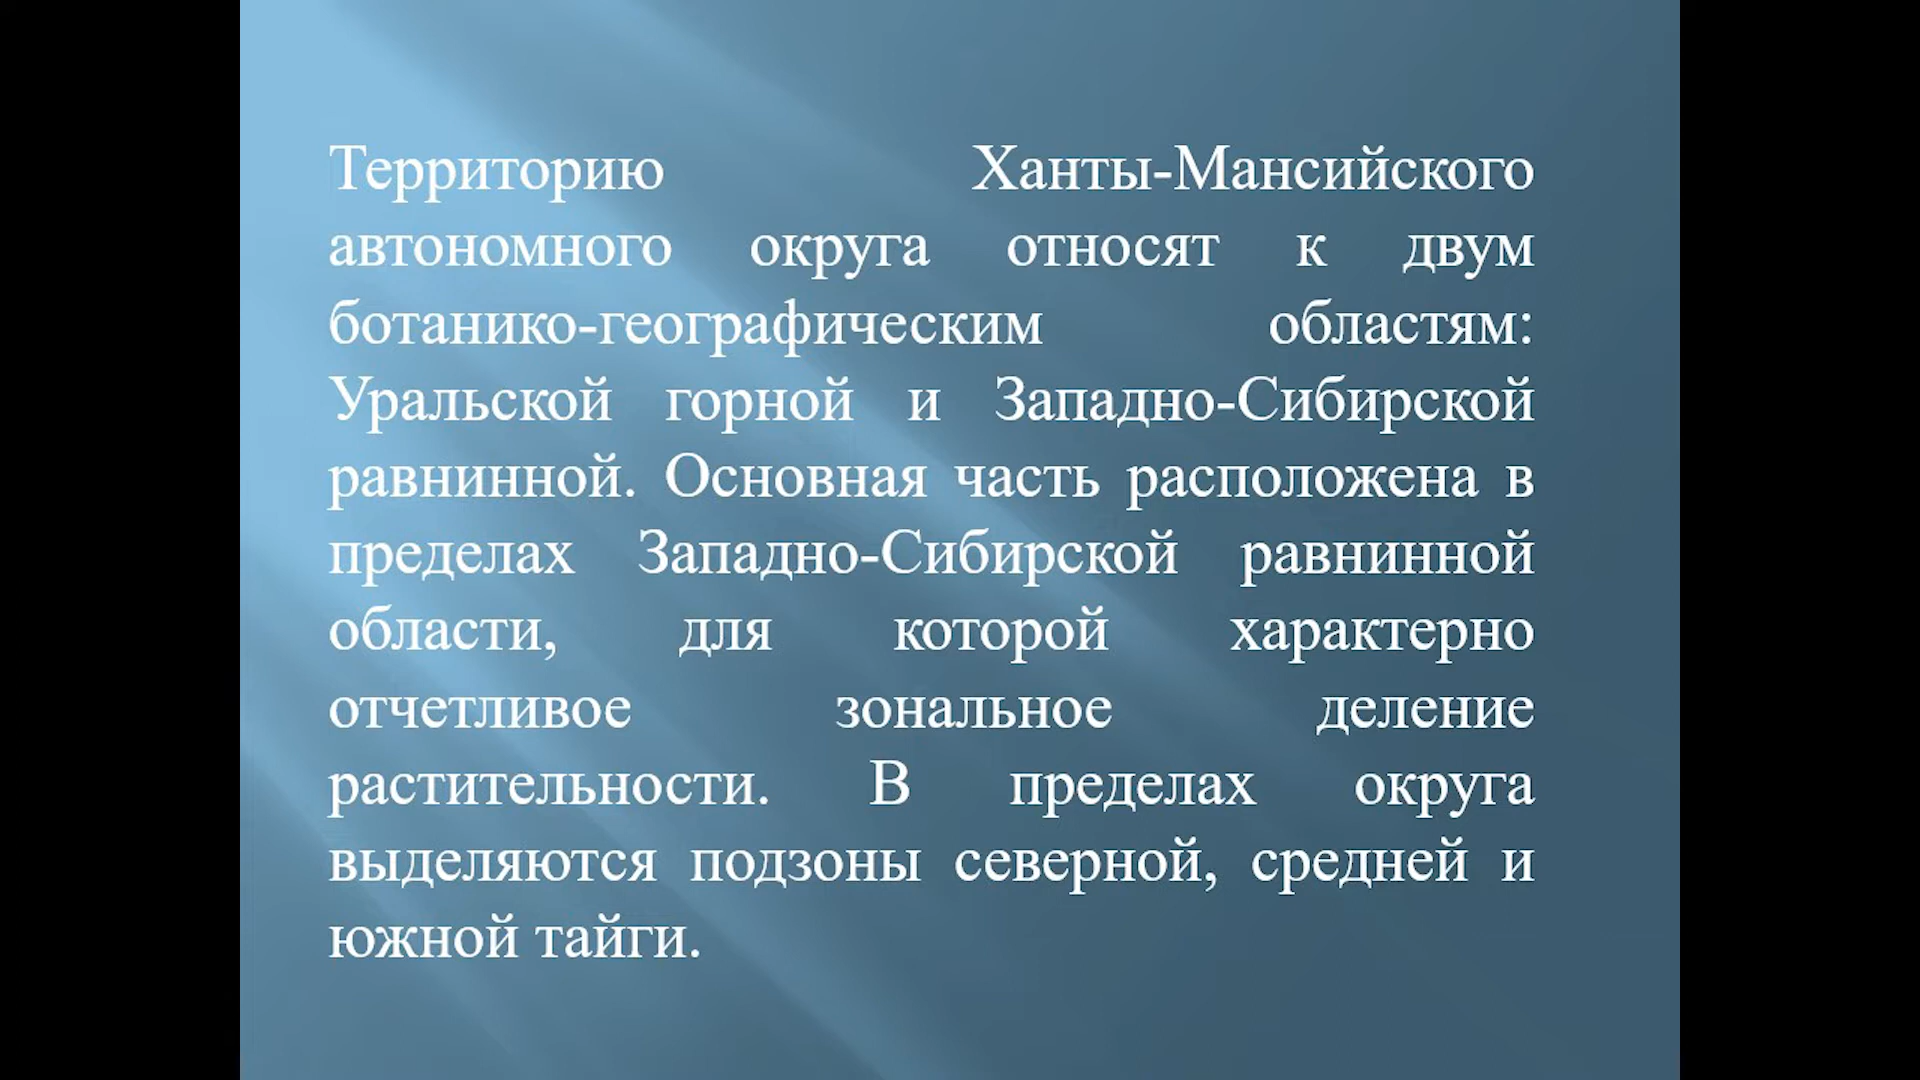 Территорию Ханты-Мансийского
автономного округа относят к двум
ботанико-географическим областям:
Уральской горной и Западно-Сибирской
равнинной. Основная часть расположена в
пределах Западно-Сибирской равнинной
области, для которой характерно
отчетливое зональное деление
растительности. В пределах округа
выделяются подзоны северной, средней и
южной тайги.